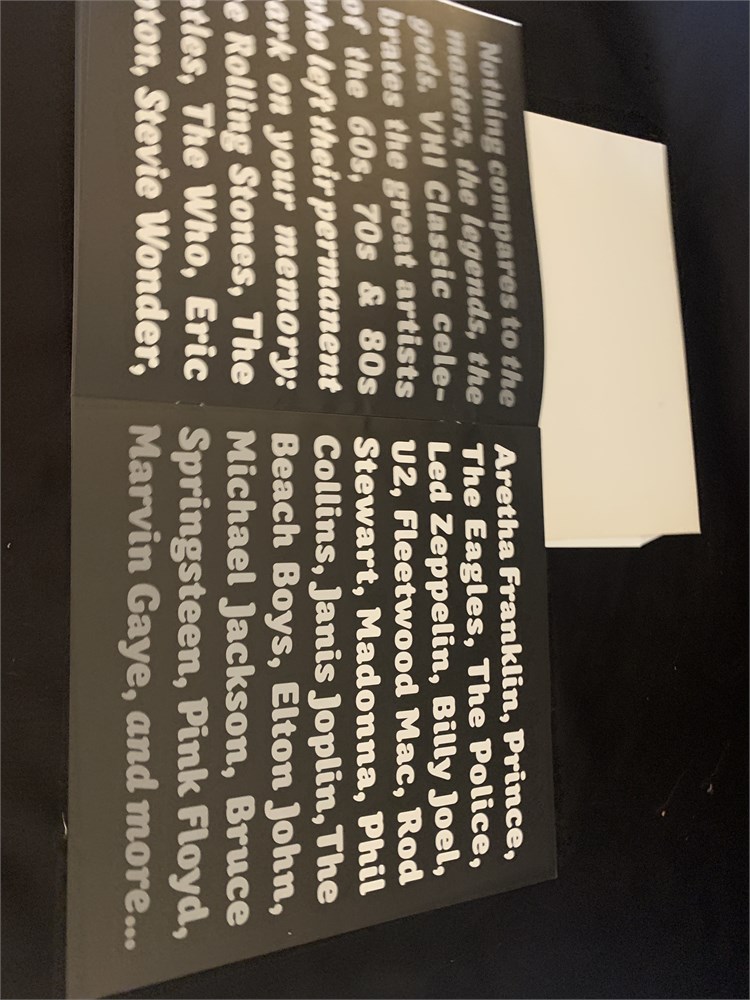 Nothing compares to the
masters, the legends, the
gods. VH1 Classic cele-
brates the great artists
of the 60s, 70s & 80s
who left their permanent
ark on your memory:
e Rolling Stones, The
atles, The Who, Eric
pton, Stevie Wonder,
Aretha Franklin, Prince,
The Eagles, The Police,
Led Zeppelin, Billy Joel,
U2, Fleetwood Mac, Rod
Stewart, Madonna, Phil
Collins, Janis Joplin, The
Beach Boys, Elton John,
Michael Jackson, Bruce
Springsteen, Pink Floyd,
Marvin Gaye, and more...